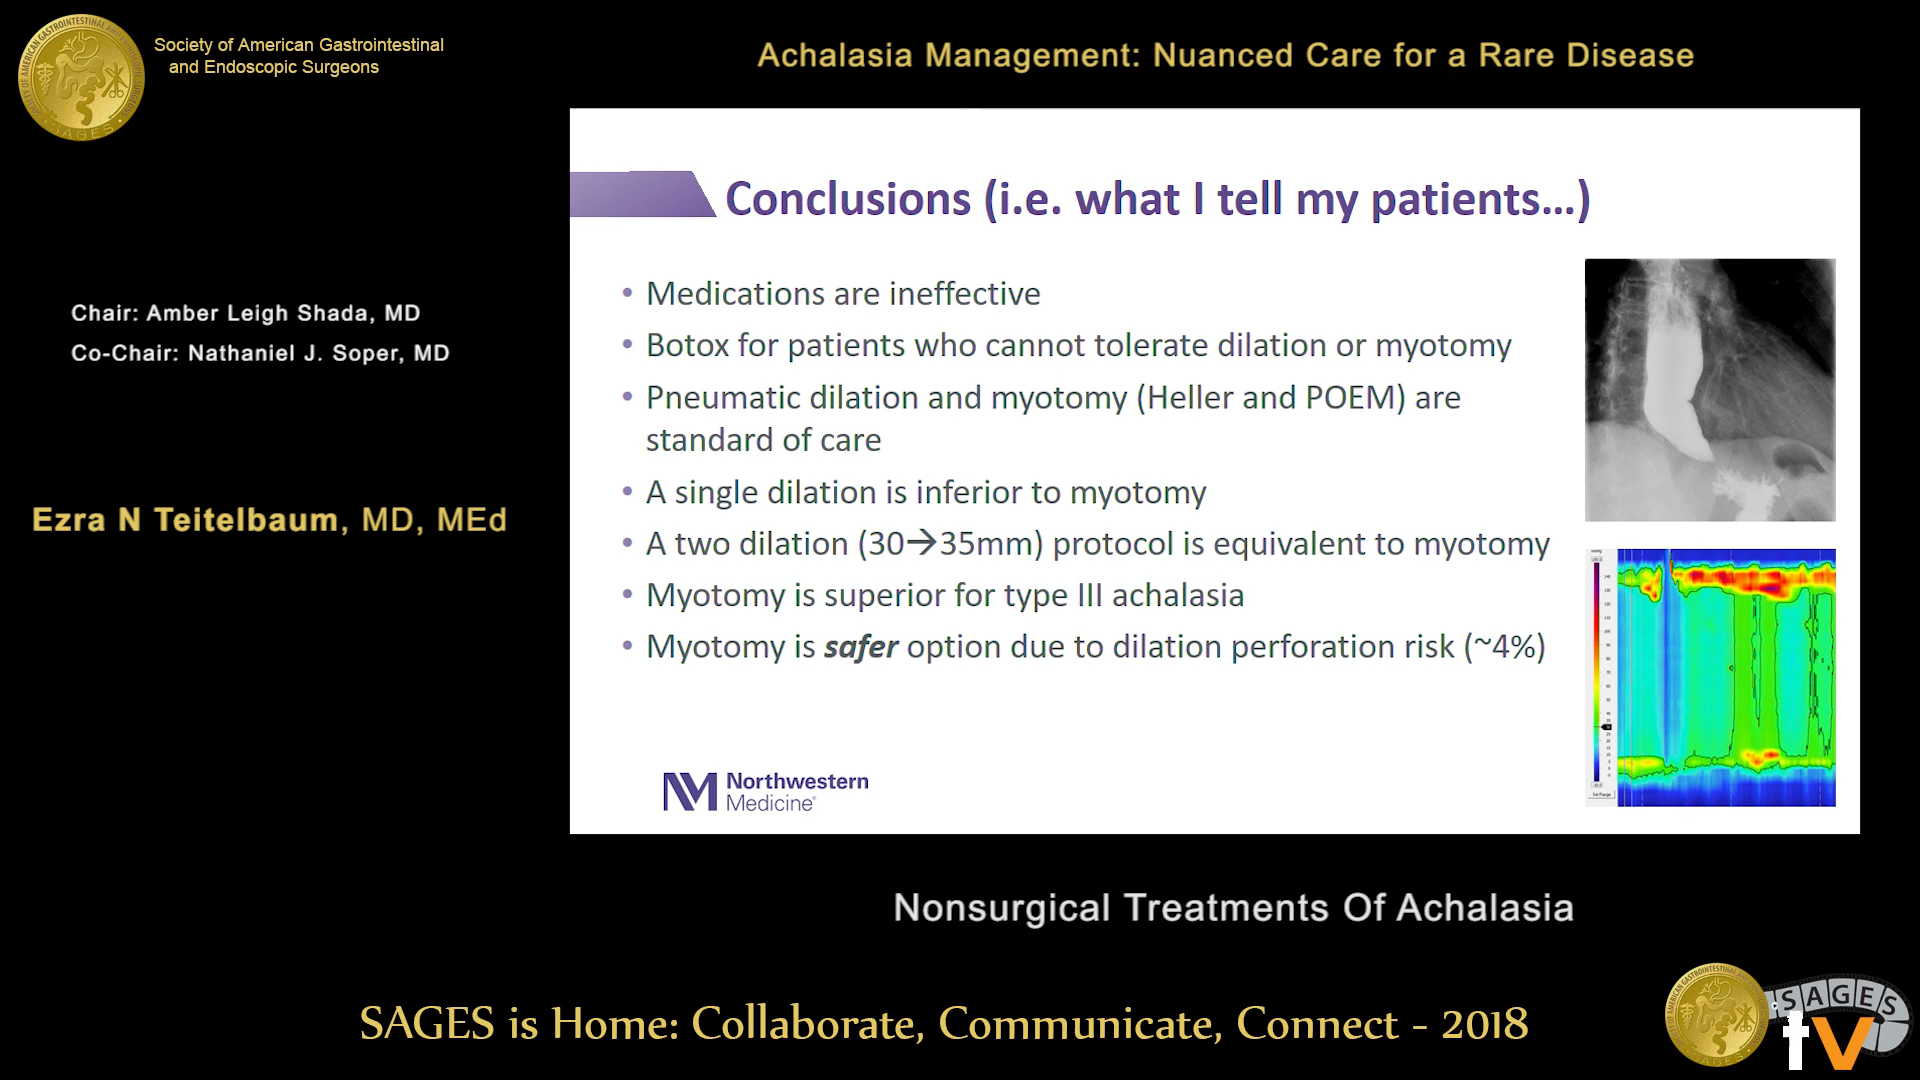 Society of American Gastrointestinal
and Endoscopic Surgeons
Achalasia Management: Nuanced Care for a Rare Disease
Chair: Amber Leigh Shada, MD
Co-Chair: Nathaniel J. Soper, MD
Ezra N Teitelbaum, MD, MEd
Conclusions (i.e. what I tell my patients...)
• Medications are ineffective
• Botox for patients who cannot tolerate dilation or myotomy
• Pneumatic dilation and myotomy (Heller and POEM) are
standard of care
• A single dilation is inferior to myotomy
• A two dilation (30→35mm) protocol is equivalent to myotomy
• Myotomy is superior for type III achalasia
• Myotomy is safer option due to dilation perforation risk (~4%)
Northwestern
Medicine®
Nonsurgical Treatments Of Achalasia
SAGES is Home: Collaborate, Communicate, Connect - 2018
SAGES
tv